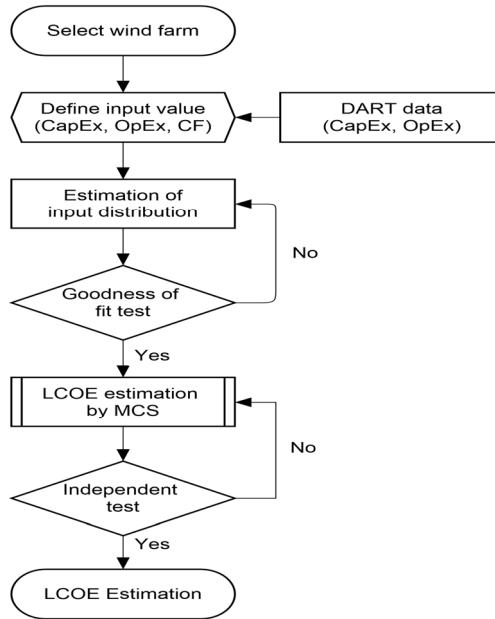 Select wind farm
Define input value
(CapEx, OpEx, CF)
DART data
(CapEx, OpEx)
Estimation of
input distribution
No
Goodness of
fit test
Yes
LCOE estimation
by MCS
No
Independent
test
Yes
LCOE Estimation